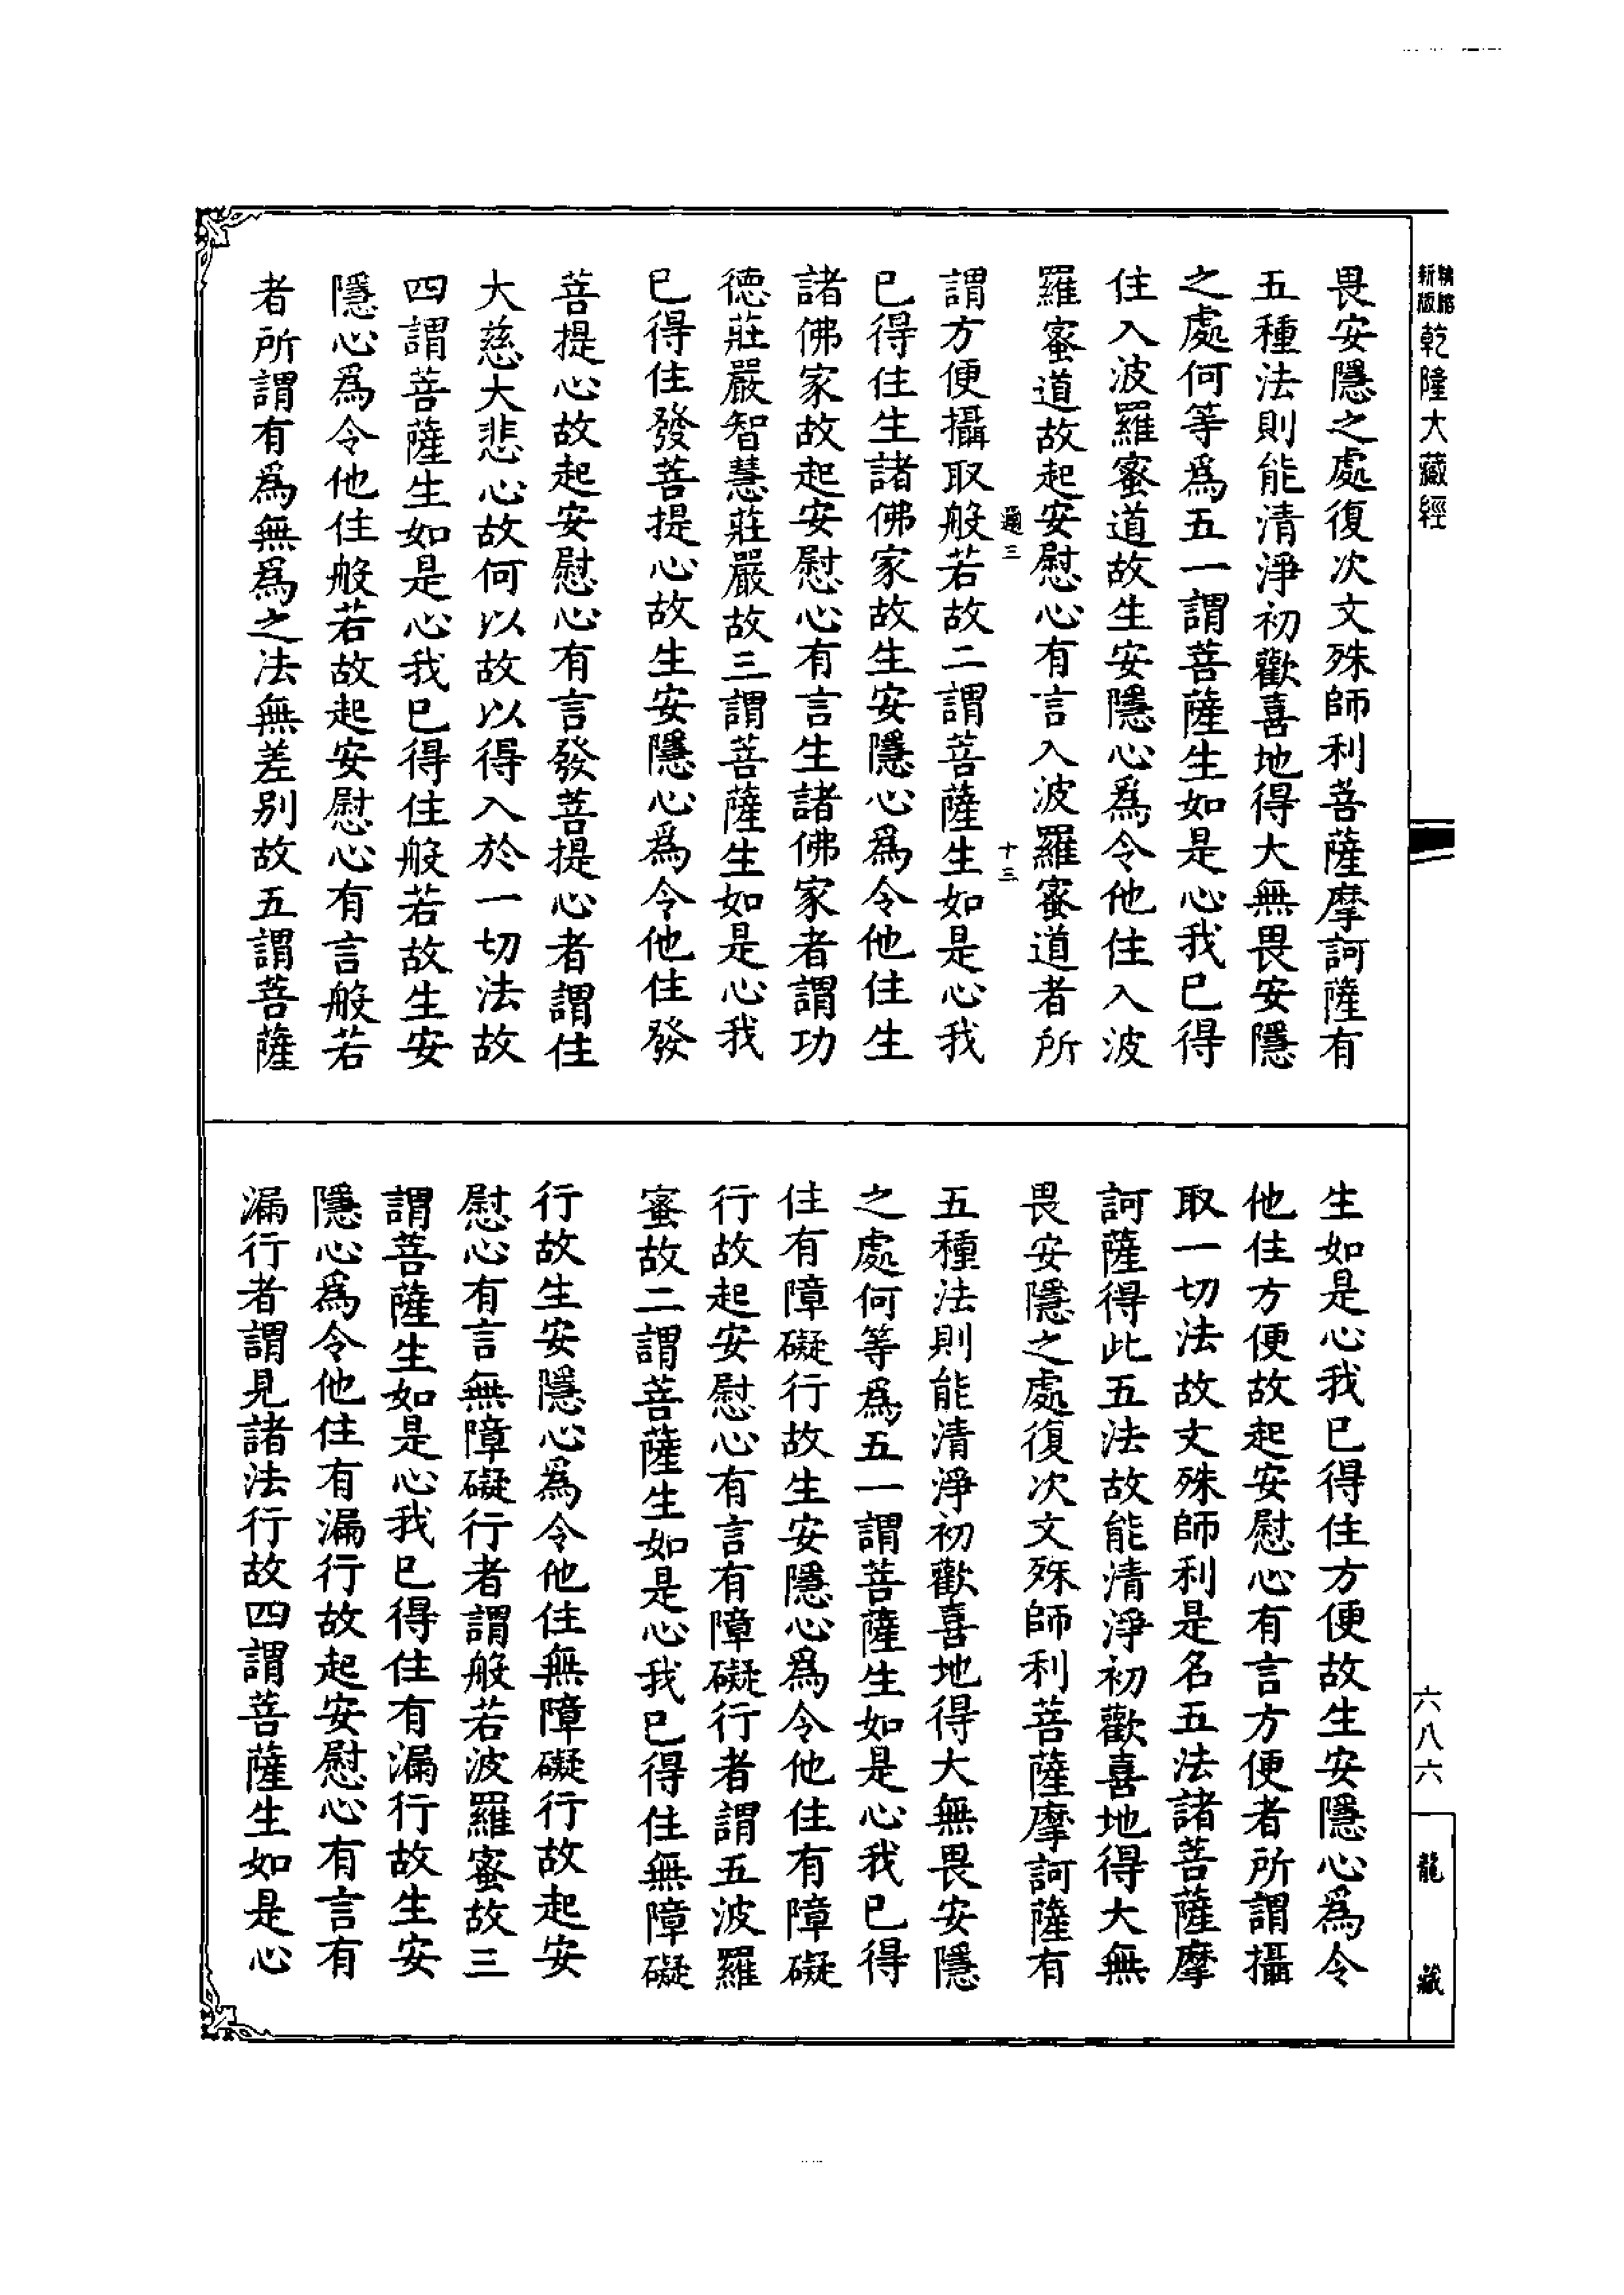 新版精縮乾隆大藏經
六八六
龍藏
畏安隱之處復次文殊師利菩薩摩訶薩有
五種法則能清淨初歡喜地得大無畏安隱
之處何等爲五一謂菩薩生如是心我已得
住入波羅蜜道故生安隱心爲令他住入波
羅蜜道故起安慰心有言入波羅蜜道者所
十三
謂方便攝取般若故二謂菩薩生如是心我
已得住生諸佛家故生安隱心爲令他住生
諸佛家故起安慰心有言生諸佛家者謂功
德莊嚴智慧莊嚴故三謂菩薩生如是心我
已得住發菩提心故生安隱心爲令他住發
菩提心故起安慰心有言發菩提心者謂住
大慈大悲心故何以故以得入於一切法故
四謂菩薩生如是心我已得住般若故生安
隱心爲令他住般若故起安慰心有言般若
者所謂有爲無爲之法無差別故五謂菩薩
生如是心我已得住方便故生安隱心爲令
他住方便故起安慰心有言方便者所謂攝
取一切法故文殊師利是名五法諸菩薩摩
訶薩得此五法故能清淨初歡喜地得大無
畏安隱之處復次文殊師利菩薩摩訶薩有
五種法則能清淨初歡喜地得大無畏安隱
之處何等爲五一謂菩薩生如是心我已得
住有障礙行故生安隱心爲令他住有障礙
行故起安慰心有言有障礙行者謂五波羅
蜜故二謂菩薩生如是心我已得住無障礙
行故生安隱心爲令他住無障礙行故起安
慰心有言無障礙行者謂般若波羅蜜故三
謂菩薩生如是心我已得住有漏行故生安
隱心爲令他住有漏行故起安慰心有言有
漏行者謂見諸法行故四謂菩薩生如是心